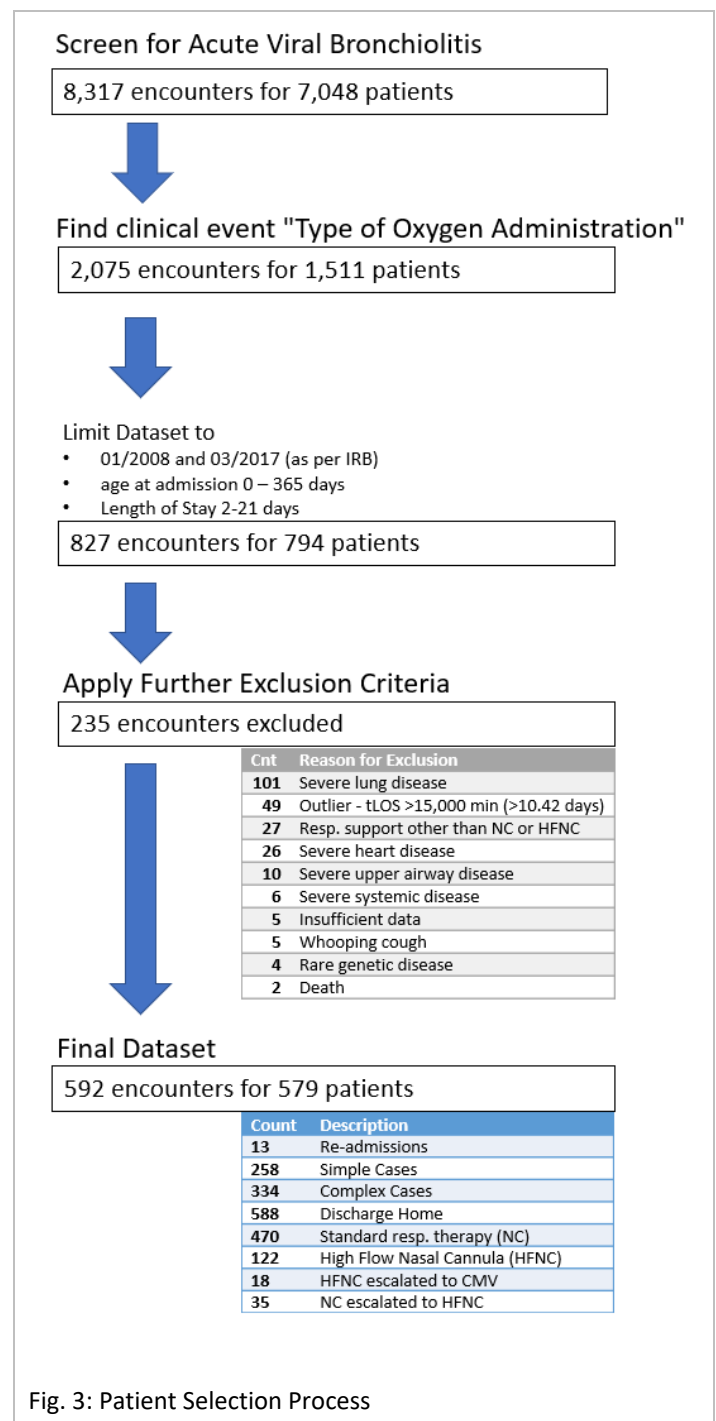 Screen for Acute Viral Bronchiolitis
8,317 encounters for 7,048 patients
Find clinical event "Type of Oxygen Administration"
2,075 encounters for 1,511 patients
Limit Dataset to
• 01/2008 and 03/2017 (as per IRB)
• age at admission 0 – 365 days
• Length of Stay 2-21 days
827 encounters for 794 patients
Apply Further Exclusion Criteria
235 encounters excluded
Cnt Reason for Exclusion
101 Severe lung disease
49 Outlier - tLOS >15,000 min (>10.42 days)
27 Resp. support other than NC or HFNC
26 Severe heart disease
10 Severe upper airway disease
6 Severe systemic disease
5 Insufficient data
5 Whooping cough
4 Rare genetic disease
2 Death
Final Dataset
592 encounters for 579 patients
Count Description
13 Re-admissions
258 Simple Cases
334 Complex Cases
588 Discharge Home
470 Standard resp. therapy (NC)
122 High Flow Nasal Cannula (HFNC)
18 HFNC escalated to CMV
35 NC escalated to HFNC
Fig. 3: Patient Selection Process